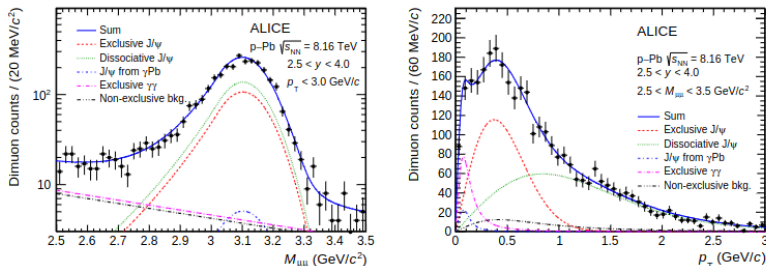 Dimuon counts / (20 MeV/c²)
10²
10
ALICE
p–Pb √sNN = 8.16 TeV
2.5 < y < 4.0
pT < 3.0 GeV/c
Sum
Exclusive J/ψ
Dissociative J/ψ
J/ψ from γPb
Exclusive γγ
Non-exclusive bkg.
2.5 2.6 2.7 2.8 2.9 3 3.1 3.2 3.3 3.4 3.5
Mμμ (GeV/c²)
Dimuon counts / (60 MeV/c)
220
200
180
160
140
120
100
80
60
40
20
0
ALICE
p–Pb √sNN = 8.16 TeV
2.5 < y < 4.0
2.5 < Mμμ < 3.5 GeV/c²
Sum
Exclusive J/ψ
Dissociative J/ψ
J/ψ from γPb
Exclusive γγ
Non-exclusive bkg.
0 0.5 1 1.5 2 2.5 3
pT (GeV/c)